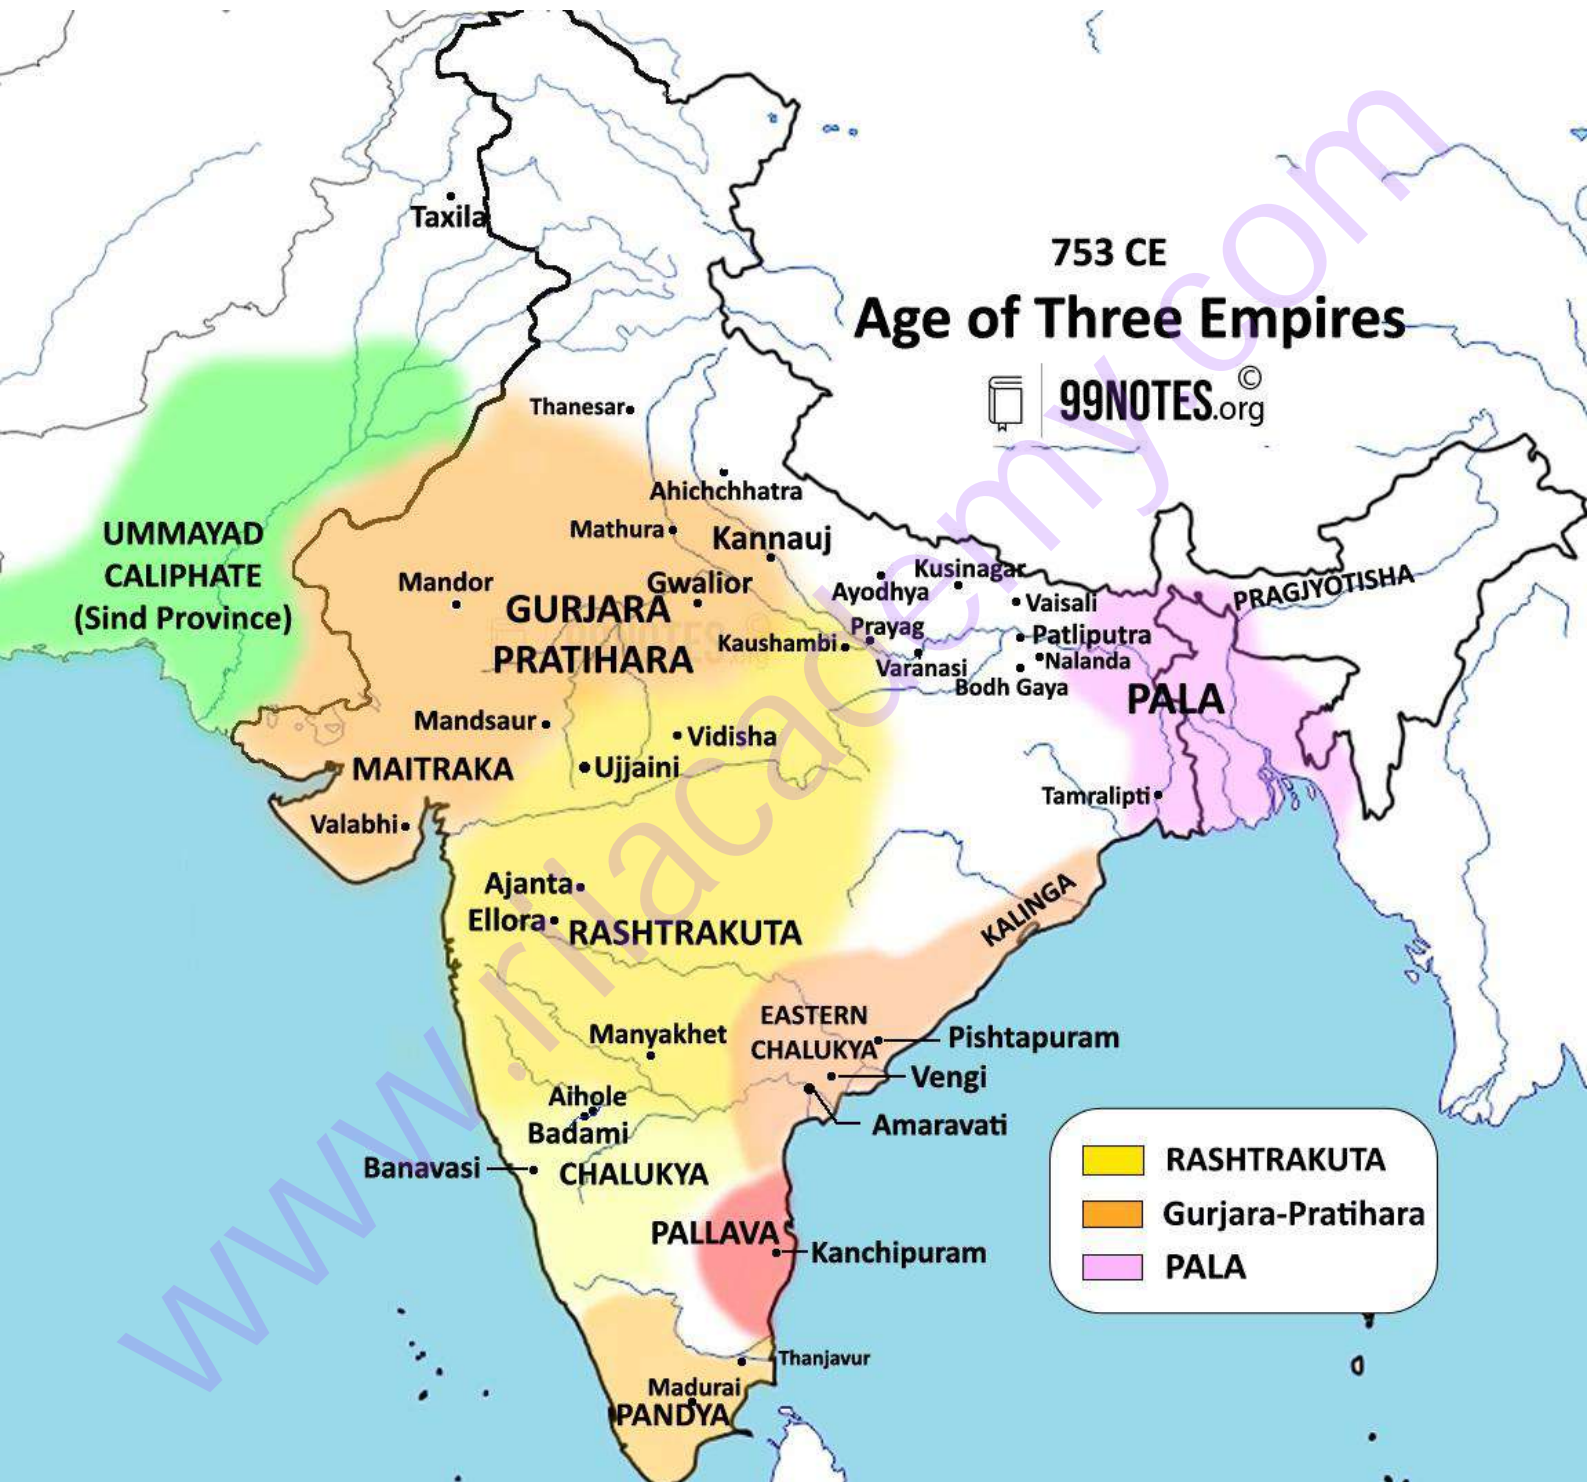 Taxila
753 CE
Age of Three Empires
99NOTES.org ©
Thanesar
Ahichchhatra
Mathura
Kannauj
UMMAYAD
CALIPHATE
(Sind Province)
Mandor
Gwalior
GURJARA
PRATIHARA
Ayodhya
Kusinagar
Vaisali
PRAGJYOTISHA
Kaushambi
Prayag
Patliputra
Varanasi
Nalanda
Bodh Gaya
PALA
Mandsaur
Vidisha
MAITRAKA
Ujjaini
Tamralipti
Valabhi
Ajanta
Ellora
RASHTRAKUTA
KALINGA
Manyakhet
EASTERN
CHALUKYA
Pishtapuram
Vengi
Aihole
Badami
Amaravati
Banavasi
CHALUKYA
PALLAVA
Kanchipuram
RASHTRAKUTA
Gurjara-Pratihara
PALA
Thanjavur
Madurai
PANDYA
www.rijacademy.com